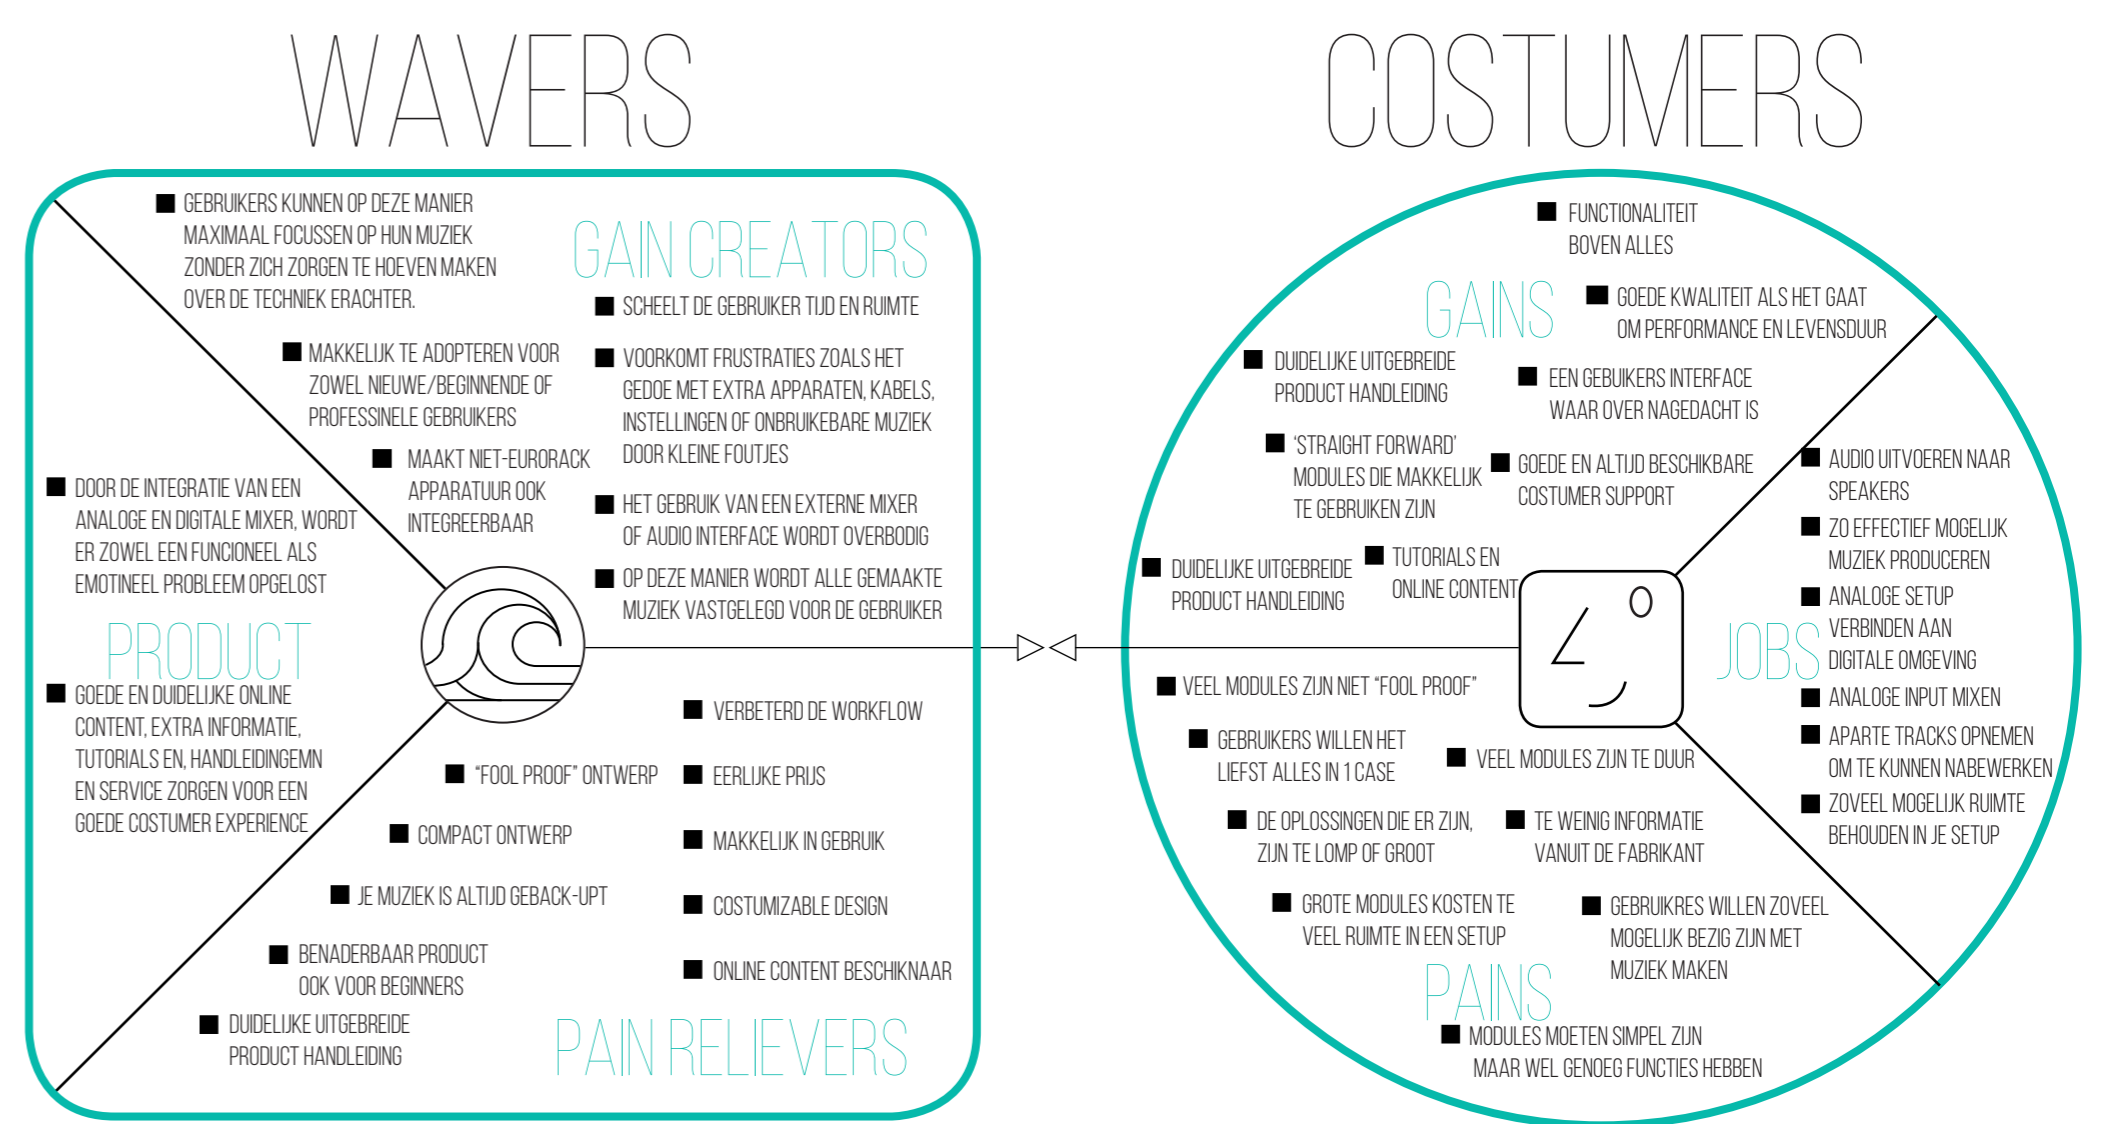 WAVERS
GEBRUIKERS KUNNEN OP DEZE MANIER
MAXIMAAL FOCUSSEN OP HUN MUZIEK
ZONDER ZICH ZORGEN TE HOEVEN MAKEN
OVER DE TECHNIEK ERACHTER.
MAKKELIJK TE ADOPTEREN VOOR
ZOWEL NIEUWE/BEGINNENDE OF
PROFESSINELE GEBRUIKERS
MAAKT NIET-EURORACK
APPARATUUR OOK
INTEGREERBAAR
GAIN CREATORS
SCHEELT DE GEBRUIKER TIJD EN RUIMTE
VOORKOMT FRUSTRATIES ZOALS HET
GEDOE MET EXTRA APPARATEN, KABELS,
INSTELLINGEN OF ONBRUIKEBARE MUZIEK
DOOR KLEINE FOUTJES
HET GEBRUIK VAN EEN EXTERNE MIXER
OF AUDIO INTERFACE WORDT OVERBODIG
OP DEZE MANIER WORDT ALLE GEMAAKTE
MUZIEK VASTGELEGD VOOR DE GEBRUIKER
DOOR DE INTEGRATIE VAN EEN
ANALOGE EN DIGITALE MIXER, WORDT
ER ZOWEL EEN FUNCIONEEL ALS
EMOTINEEL PROBLEEM OPGELOST
PRODUCT
GOEDE EN DUIDELIJKE ONLINE
CONTENT, EXTRA INFORMATIE,
TUTORIALS EN, HANDLEIDINGEMN
EN SERVICE ZORGEN VOOR EEN
GOEDE COSTUMER EXPERIENCE
"FOOL PROOF" ONTWERP
COMPACT ONTWERP
JE MUZIEK IS ALTIJD GEBACK-UPT
BENADERBAAR PRODUCT
OOK VOOR BEGINNERS
DUIDELIJKE UITGEBREIDE
PRODUCT HANDLEIDING
VERBETERD DE WORKFLOW
EERLIJKE PRIJS
MAKKELIJK IN GEBRUIK
COSTUMIZABLE DESIGN
ONLINE CONTENT BESCHIKNAAR
PAIN RELIEVERS
COSTUMERS
FUNCTIONALITEIT
BOVEN ALLES
GAINS
GOEDE KWALITEIT ALS HET GAAT
OM PERFORMANCE EN LEVENSDUUR
DUIDELIJKE UITGEBREIDE
PRODUCT HANDLEIDING
EEN GEBUIKERS INTERFACE
WAAR OVER NAGEDACHT IS
'STRAIGHT FORWARD'
MODULES DIE MAKKELIJK
TE GEBRUIKEN ZIJN
GOEDE EN ALTIJD BESCHIKBARE
COSTUMER SUPPORT
DUIDELIJKE UITGEBREIDE
PRODUCT HANDLEIDING
TUTORIALS EN
ONLINE CONTENT
AUDIO UITVOEREN NAAR
SPEAKERS
ZO EFFECTIEF MOGELIJK
MUZIEK PRODUCEREN
ANALOGE SETUP
VERBINDEN AAN
DIGITALE OMGEVING
JOBS
ANALOGE INPUT MIXEN
APARTE TRACKS OPNEMEN
OM TE KUNNEN NABEWERKEN
ZOVEEL MOGELIJK RUIMTE
BEHOUDEN IN JE SETUP
VEEL MODULES ZIJN NIET "FOOL PROOF"
GEBRUIKERS WILLEN HET
LIEFST ALLES IN 1 CASE
VEEL MODULES ZIJN TE DUUR
DE OPLOSSINGEN DIE ER ZIJN,
ZIJN TE LOMP OF GROOT
TE WEINIG INFORMATIE
VANUIT DE FABRIKANT
GROTE MODULES KOSTEN TE
VEEL RUIMTE IN EEN SETUP
GEBRUIKRES WILLEN ZOVEEL
MOGELIJK BEZIG ZIJN MET
MUZIEK MAKEN
PAINS
MODULES MOETEN SIMPEL ZIJN
MAAR WEL GENOEG FUNCTIES HEBBEN